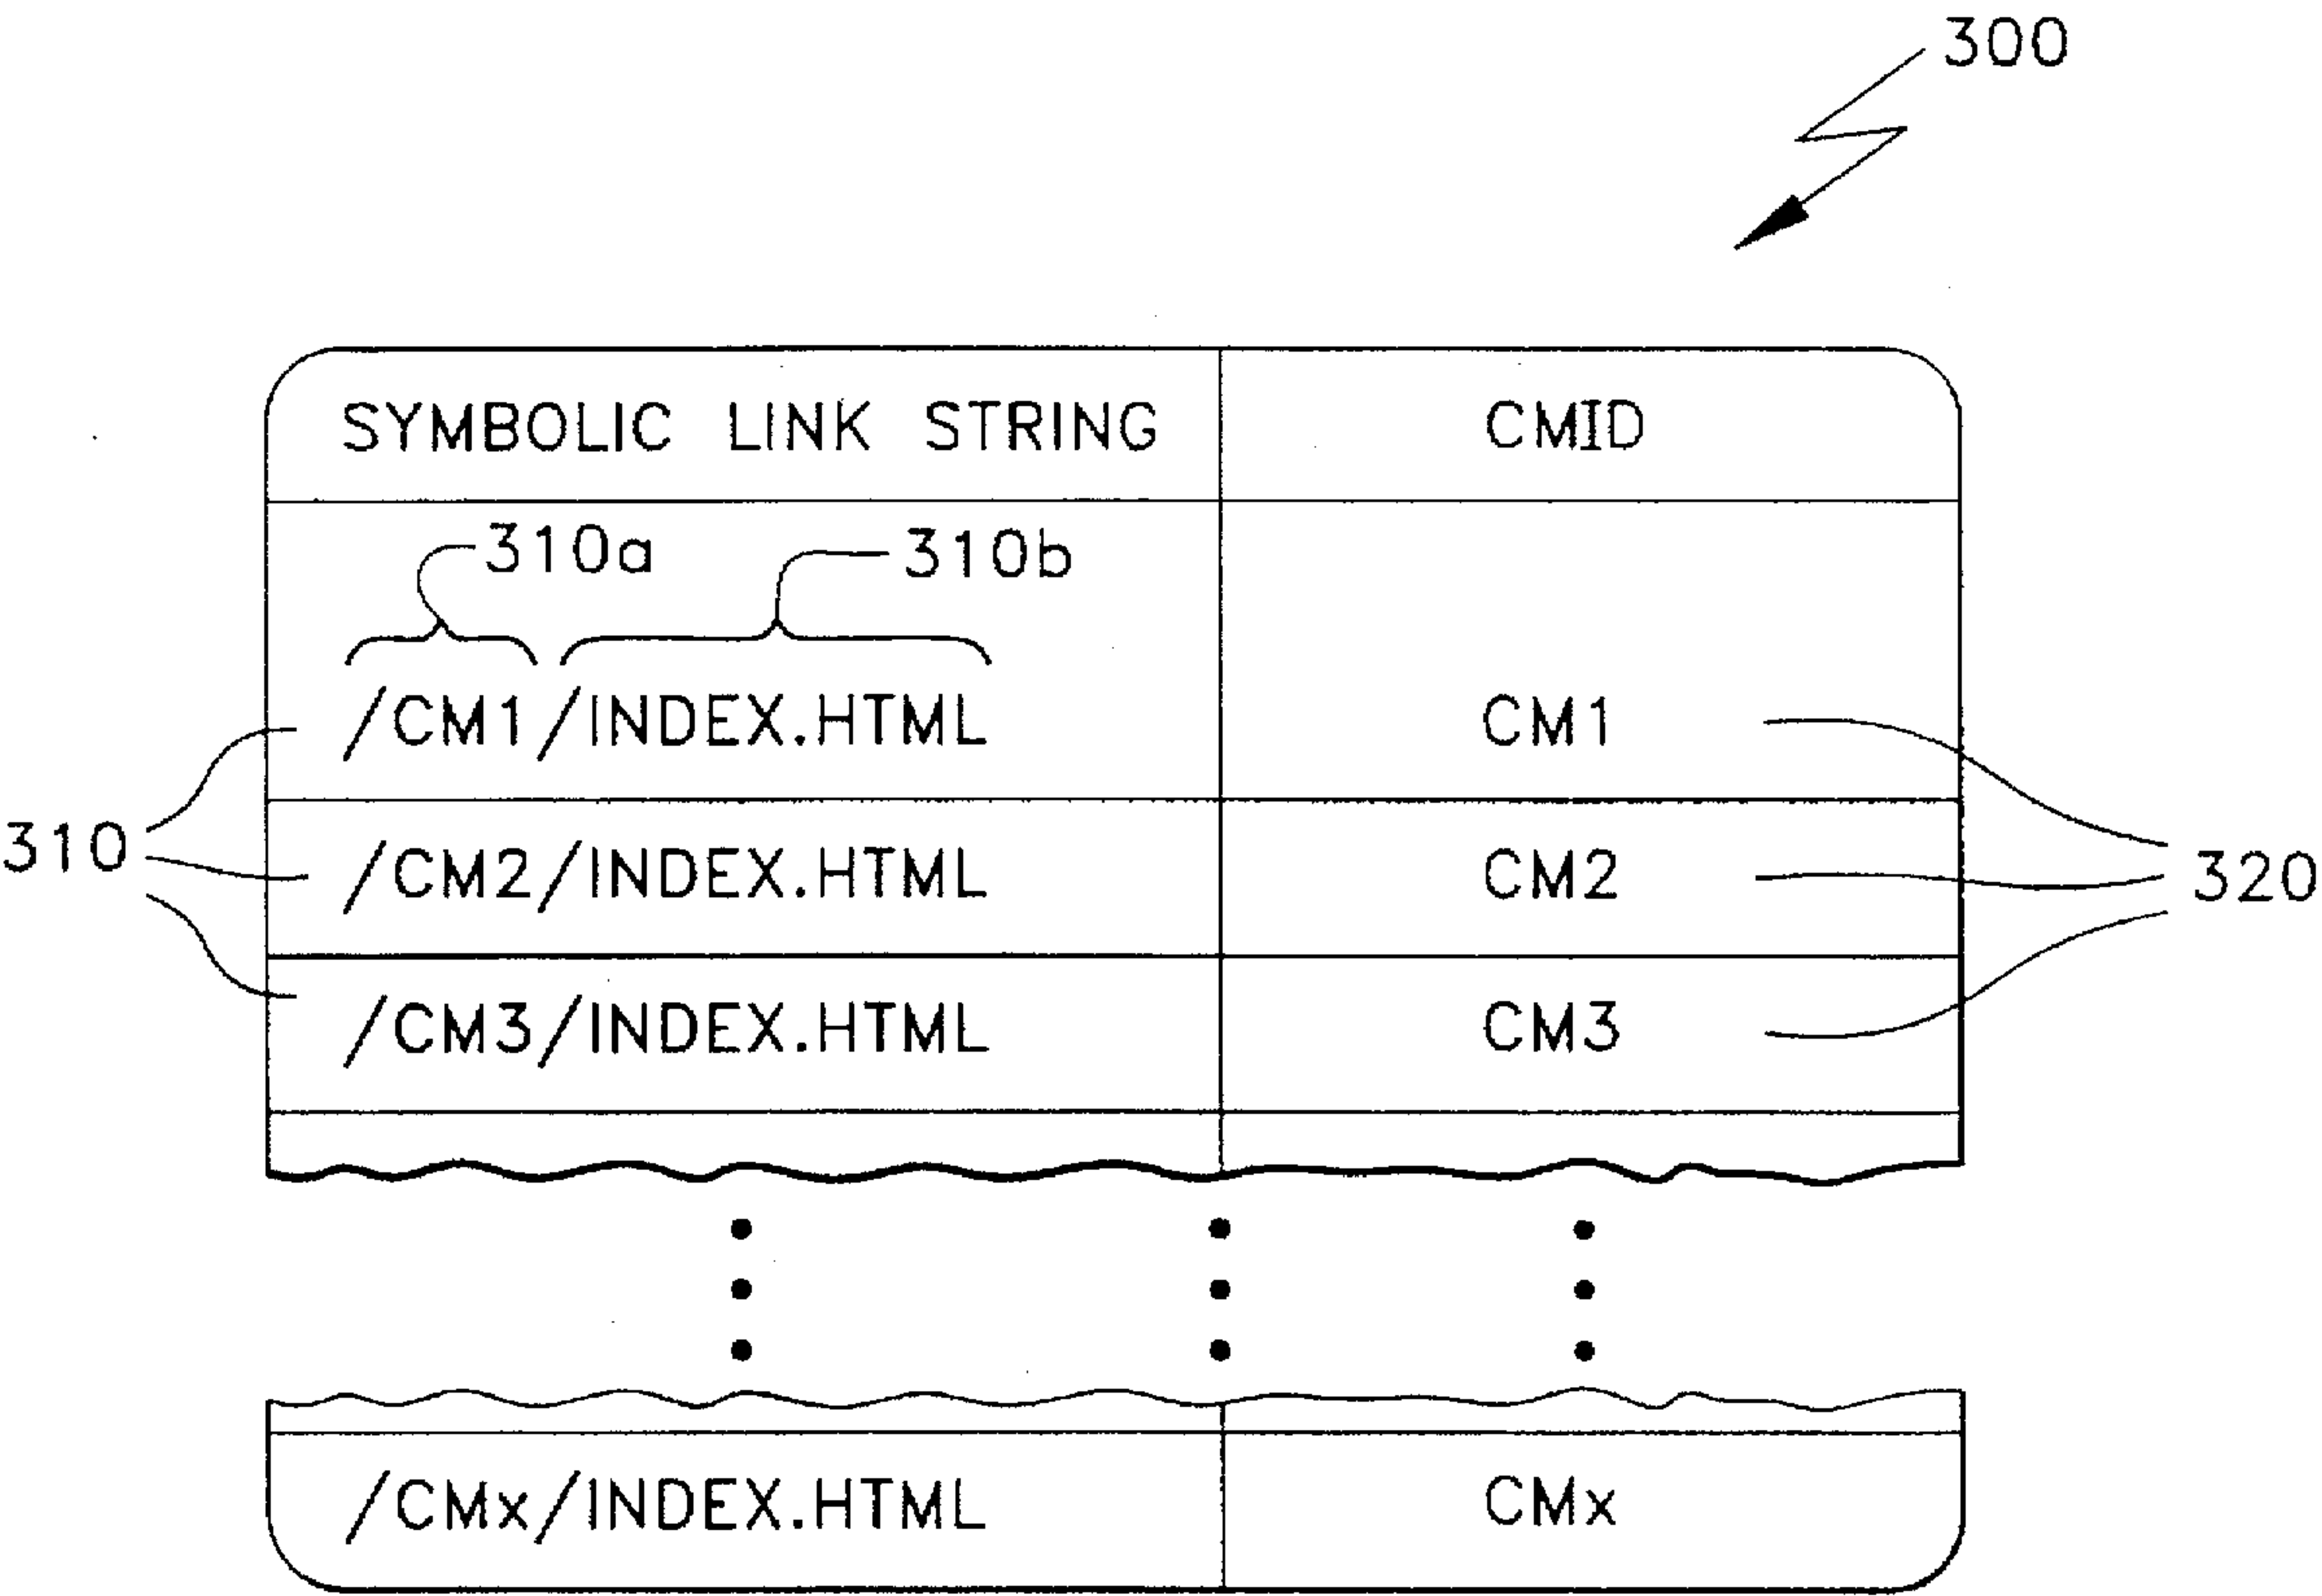 300
SYMBOLIC LINK STRING CMID
310a 310b
/CM1/INDEX.HTML CM1
310
/CM2/INDEX.HTML CM2
320
/CM3/INDEX.HTML CM3
/CMx/INDEX.HTML CMx